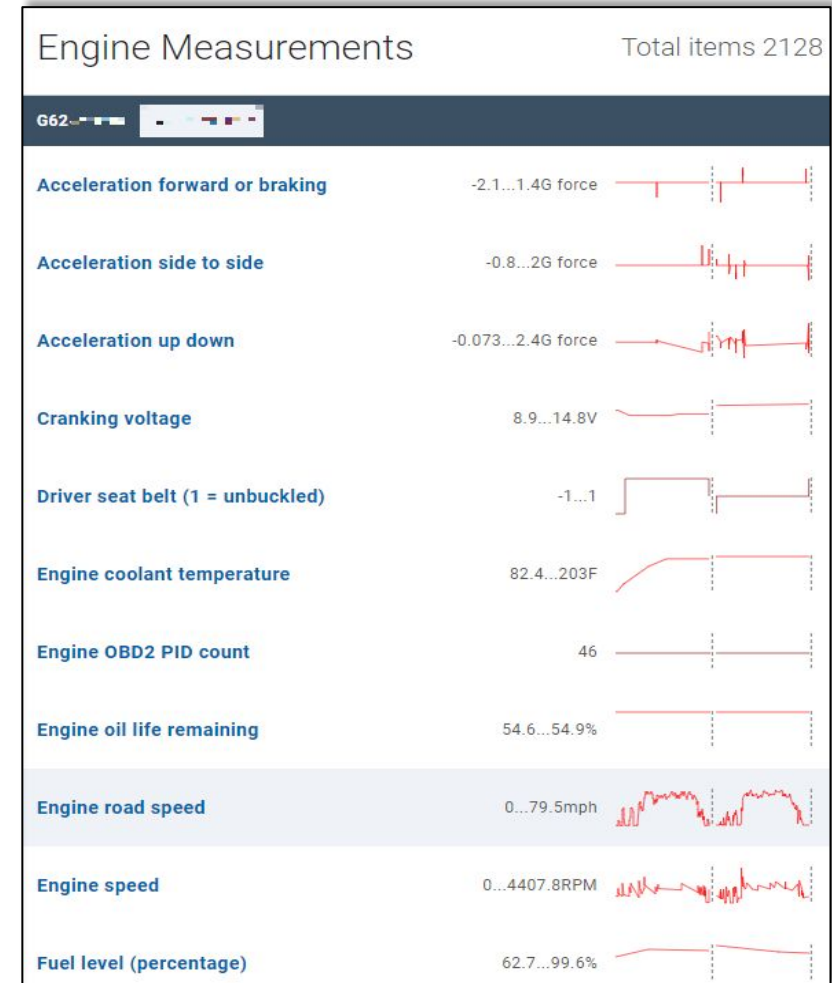 Engine Measurements Total items 2128
G62-
Acceleration forward or braking -2.1...1.4G force
Acceleration side to side -0.8...2G force
Acceleration up down -0.073...2.4G force
Cranking voltage 8.9...14.8V
Driver seat belt (1 = unbuckled) -1...1
Engine coolant temperature 82.4...203F
Engine OBD2 PID count 46
Engine oil life remaining 54.6...54.9%
Engine road speed 0...79.5mph
Engine speed 0...4407.8RPM
Fuel level (percentage) 62.7...99.6%